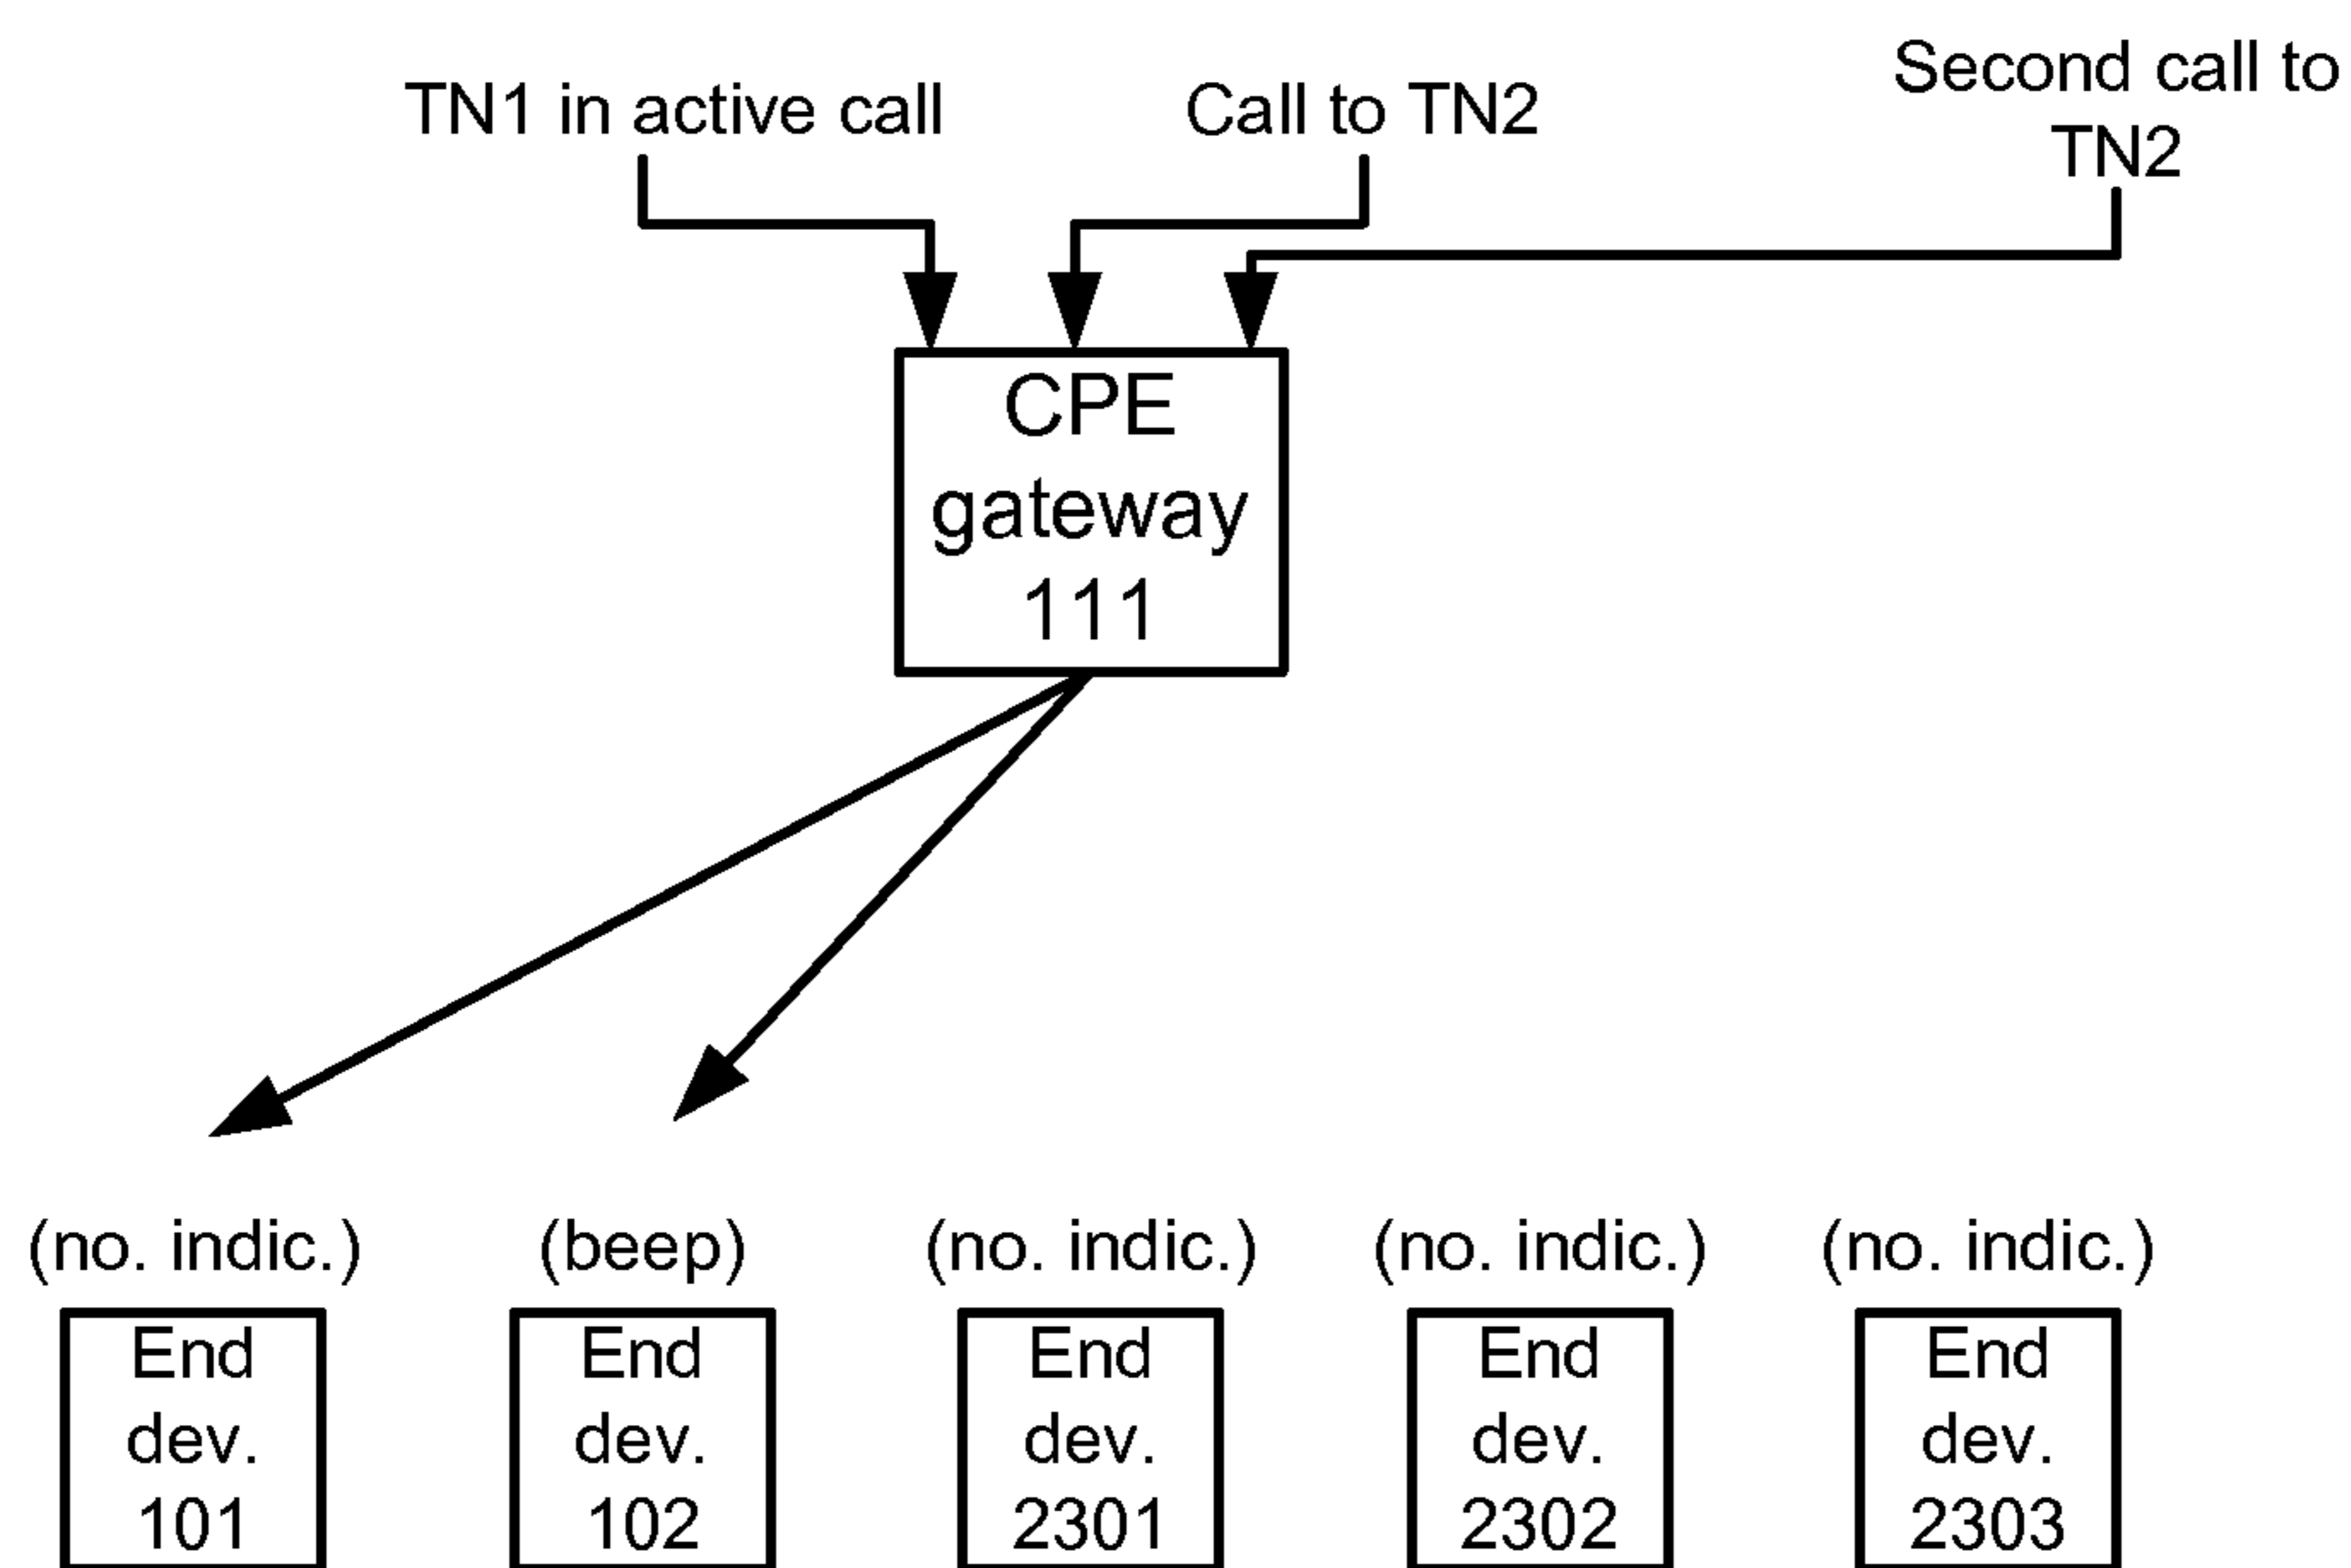 TN1 in active call
Call to TN2
Second call to
TN2
CPE
gateway
111
(no. indic.)
(beep)
(no. indic.)
(no. indic.)
(no. indic.)
End
dev.
101
End
dev.
102
End
dev.
2301
End
dev.
2302
End
dev.
2303